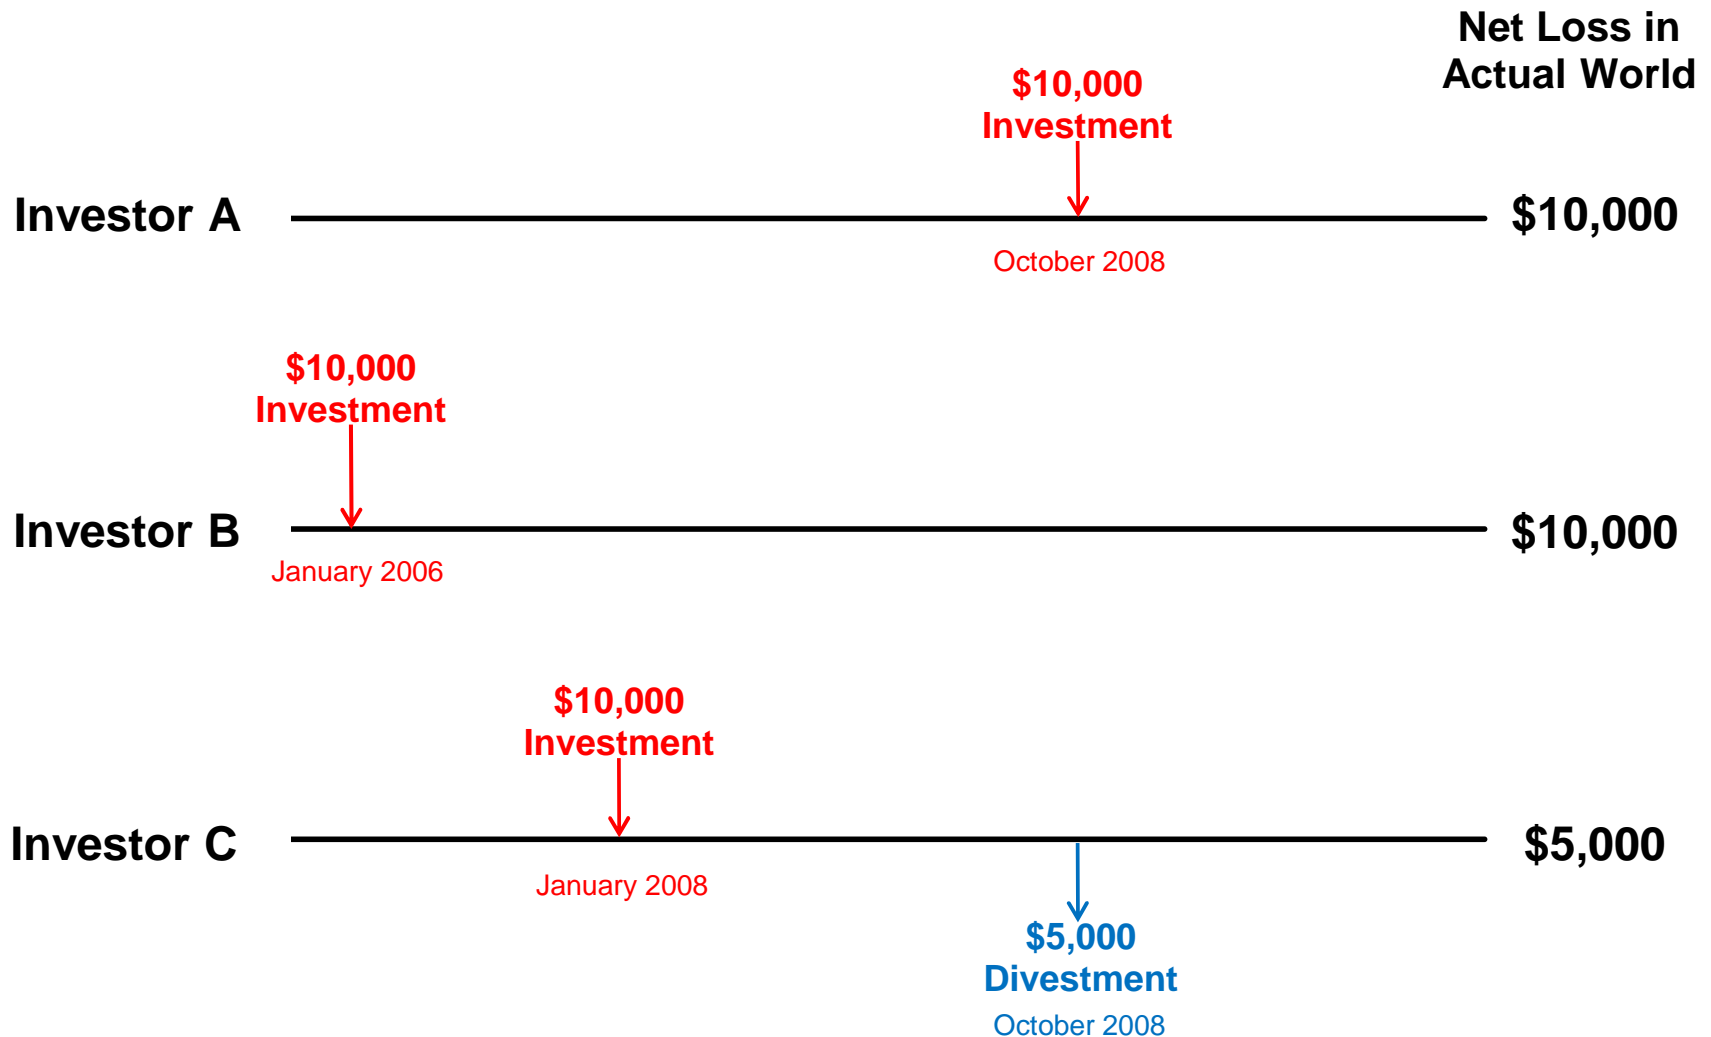 Net Loss in
Actual World
$10,000
Investment
Investor A
$10,000
October 2008
$10,000
Investment
Investor B
$10,000
January 2006
$10,000
Investment
Investor C
$5,000
January 2008
$5,000
Divestment
October 2008